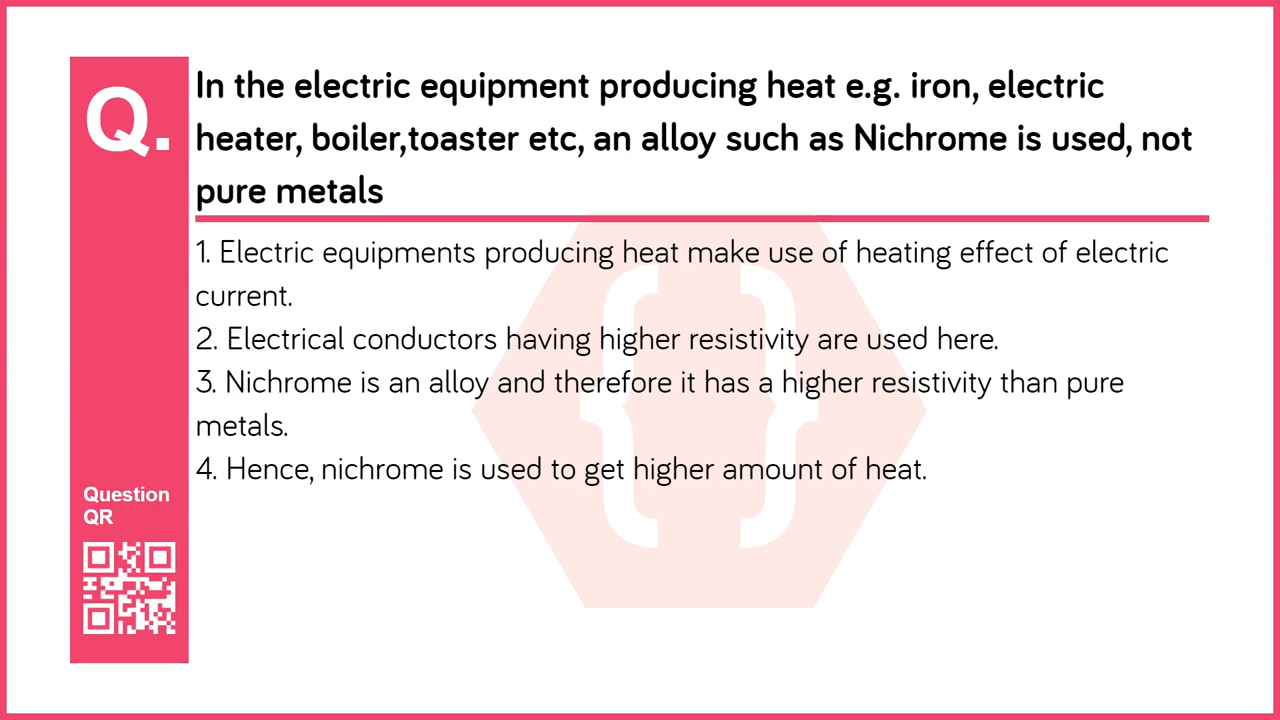 Q.
In the electric equipment producing heat e.g. iron, electric
heater, boiler,toaster etc, an alloy such as Nichrome is used, not
pure metals
1. Electric equipments producing heat make use of heating effect of electric
current.
2. Electrical conductors having higher resistivity are used here.
3. Nichrome is an alloy and therefore it has a higher resistivity than pure
metals.
4. Hence, nichrome is used to get higher amount of heat.
Question
QR